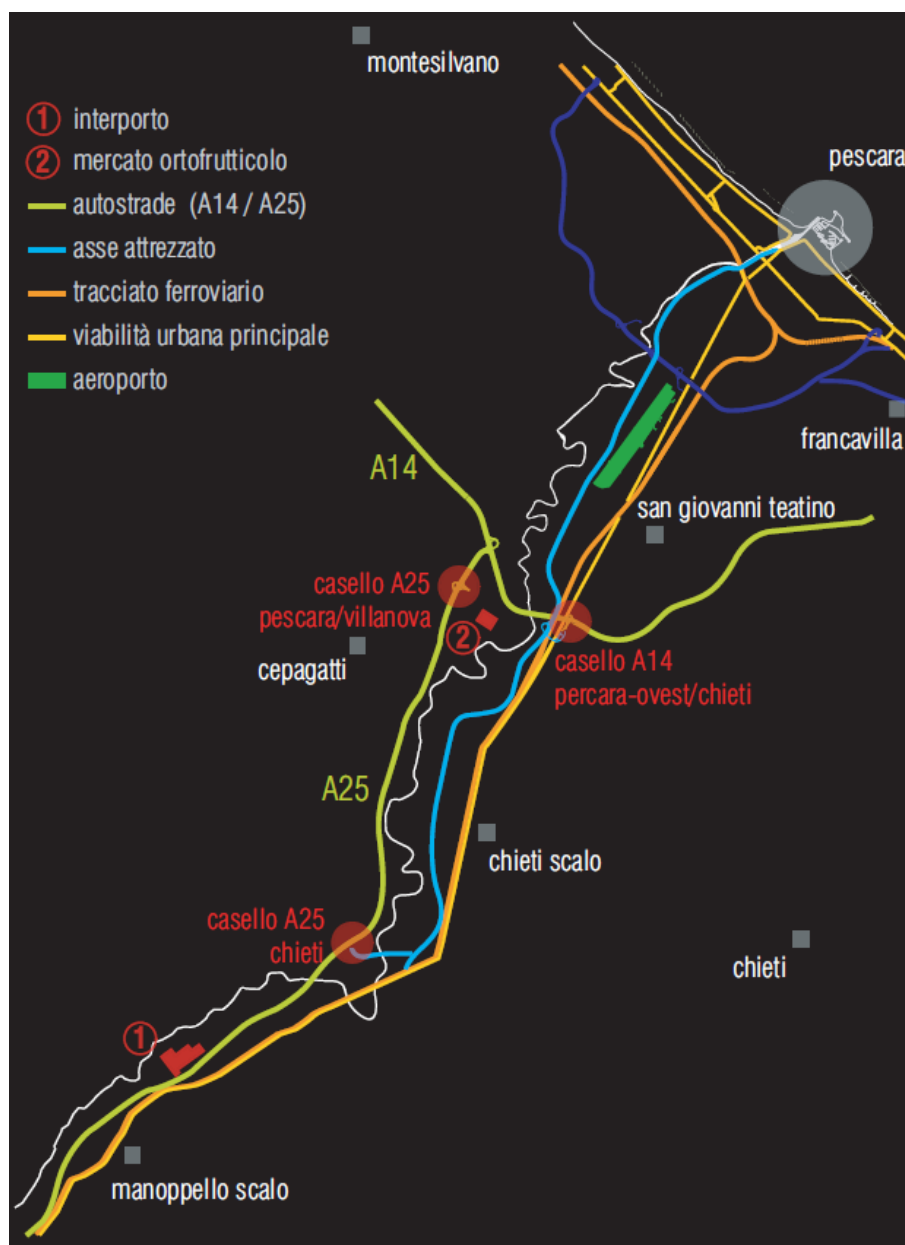 montesilvano
1 interporto
2 mercato ortofrutticolo
autostrade (A14 / A25)
asse attrezzato
tracciato ferroviario
viabilità urbana principale
aeroporto
pescara
francavilla
A14
san giovanni teatino
casello A25
pescara/villanova
2
cepagatti
casello A14
percara-ovest/chieti
A25
chieti scalo
casello A25
chieti
chieti
1
manoppello scalo